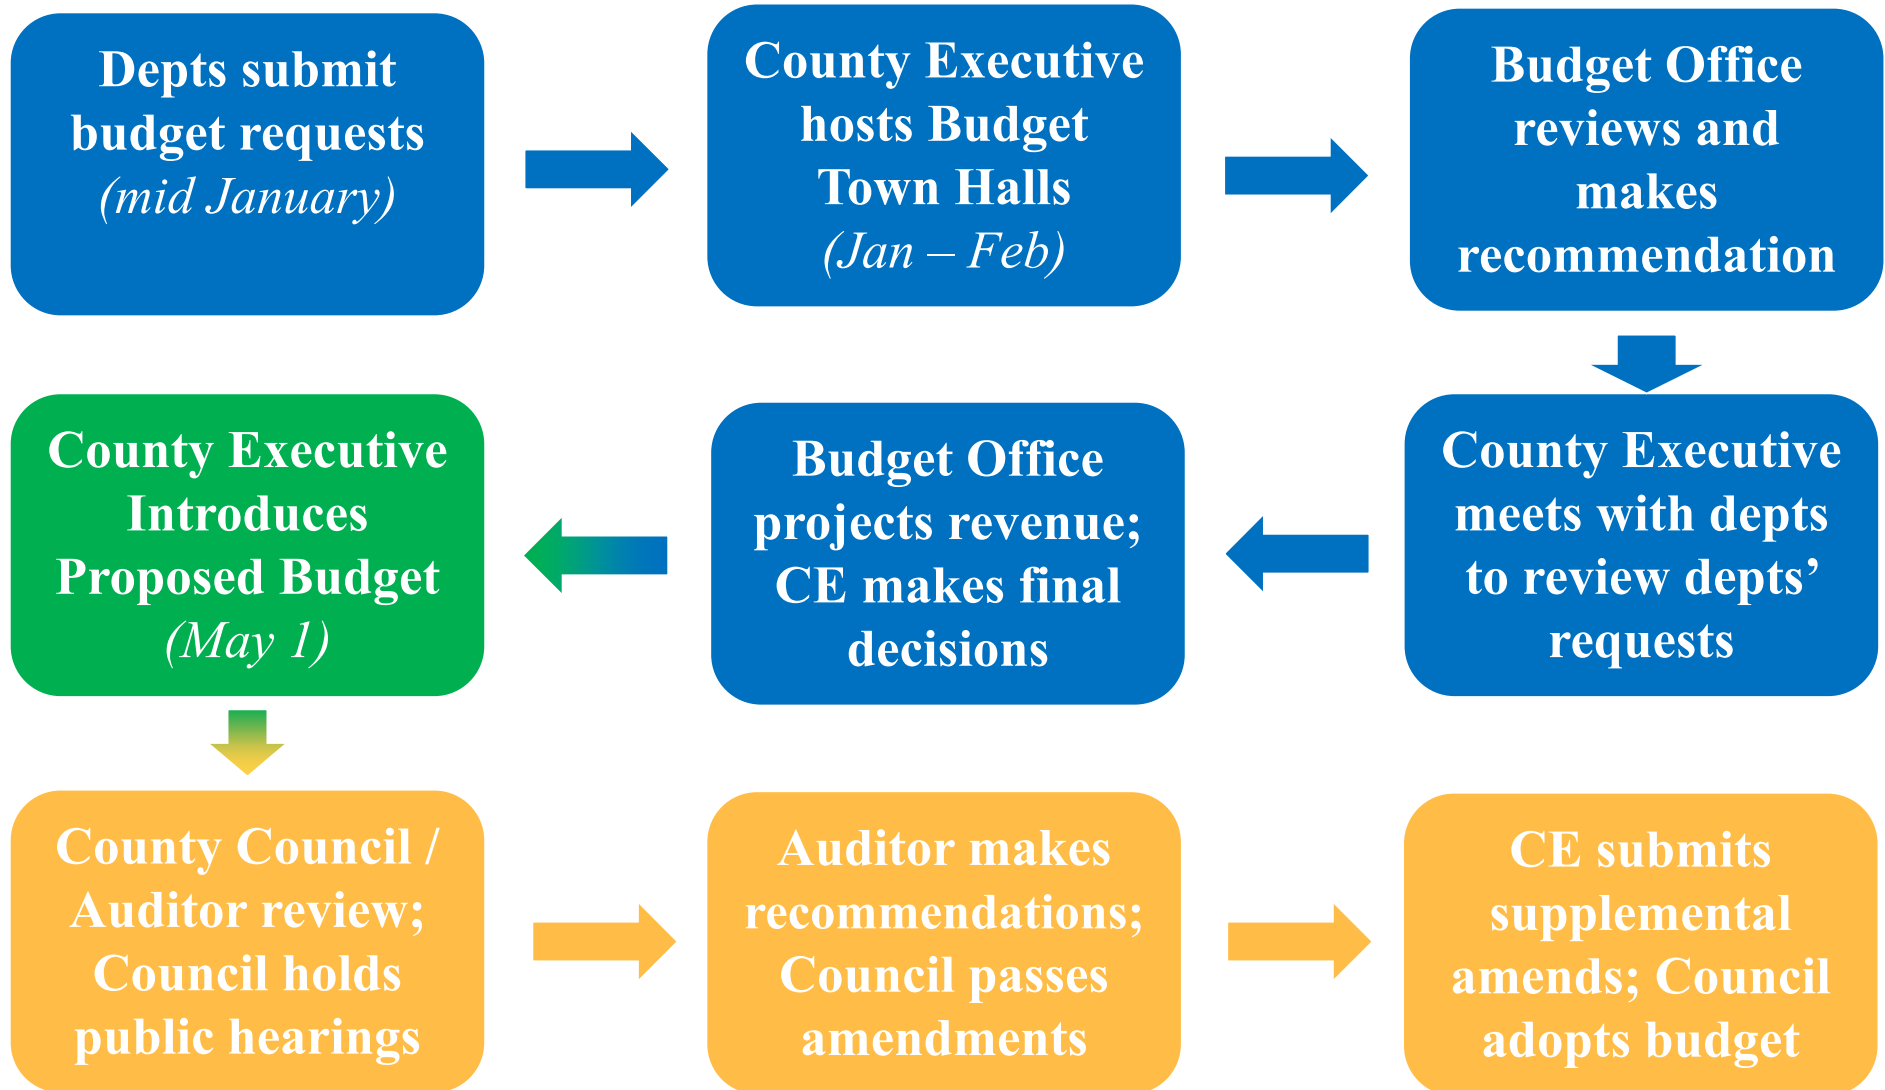 Depts submit
budget requests
(mid January)
County Executive
hosts Budget
Town Halls
(Jan – Feb)
Budget Office
reviews and
makes
recommendation
County Executive
meets with depts
to review depts’
requests
Budget Office
projects revenue;
CE makes final
decisions
County Executive
Introduces
Proposed Budget
(May 1)
County Council /
Auditor review;
Council holds
public hearings
Auditor makes
recommendations;
Council passes
amendments
CE submits
supplemental
amends; Council
adopts budget